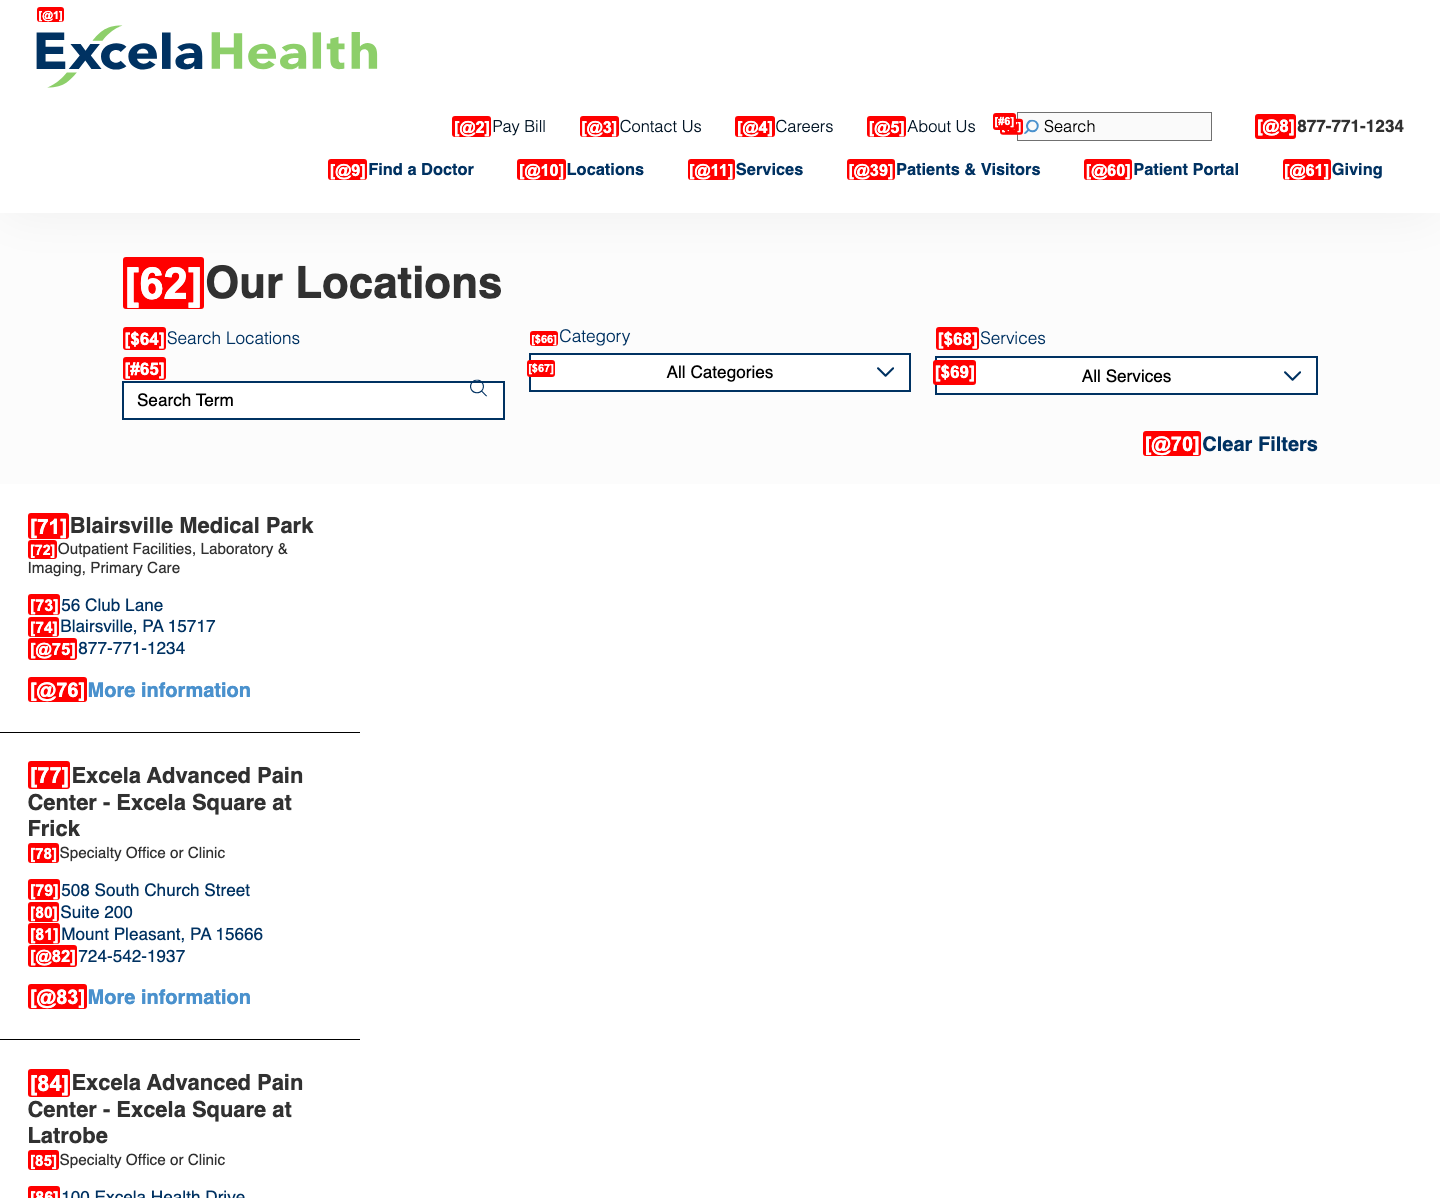 [@1]
ExcelaHealth
[@2]Pay Bill [@3]Contact Us [@4]Careers [@5]About Us [#6] Search [@8]877-771-1234
[@9]Find a Doctor [@10]Locations [@11]Services [@39]Patients & Visitors [@60]Patient Portal [@61]Giving
[62]Our Locations
[$64]Search Locations
[#65]
Search Term
[$66]Category
[$67] All Categories
[$68]Services
[$69] All Services
[@70]Clear Filters
[71]Blairsville Medical Park
[72]Outpatient Facilities, Laboratory &
Imaging, Primary Care
[73]56 Club Lane
[74]Blairsville, PA 15717
[@75]877-771-1234
[@76]More information
[77]Excela Advanced Pain
Center - Excela Square at
Frick
[78]Specialty Office or Clinic
[79]508 South Church Street
[80]Suite 200
[81]Mount Pleasant, PA 15666
[@82]724-542-1937
[@83]More information
[84]Excela Advanced Pain
Center - Excela Square at
Latrobe
[85]Specialty Office or Clinic
[86]100 Excela Health Drive